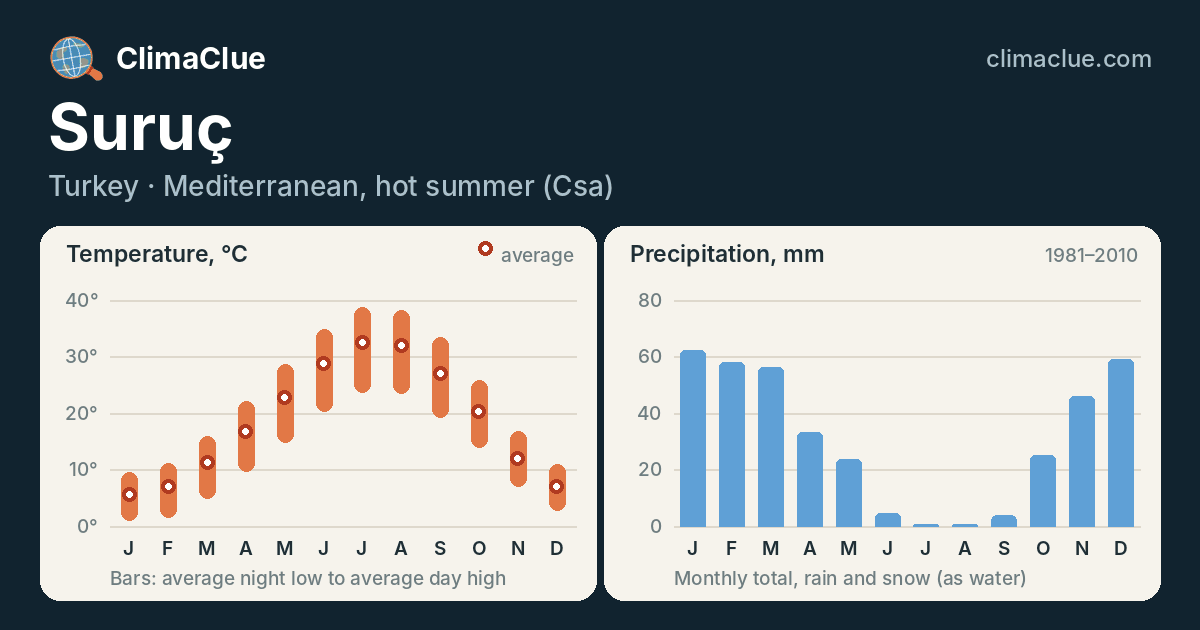 ClimaClue
climaclue.com
Suruç
Turkey · Mediterranean, hot summer (Csa)
Temperature, °C
average
40°
30°
20°
10°
0°
J F M A M J J A S O N D
Bars: average night low to average day high
Precipitation, mm
1981–2010
80
60
40
20
0
J F M A M J J A S O N D
Monthly total, rain and snow (as water)